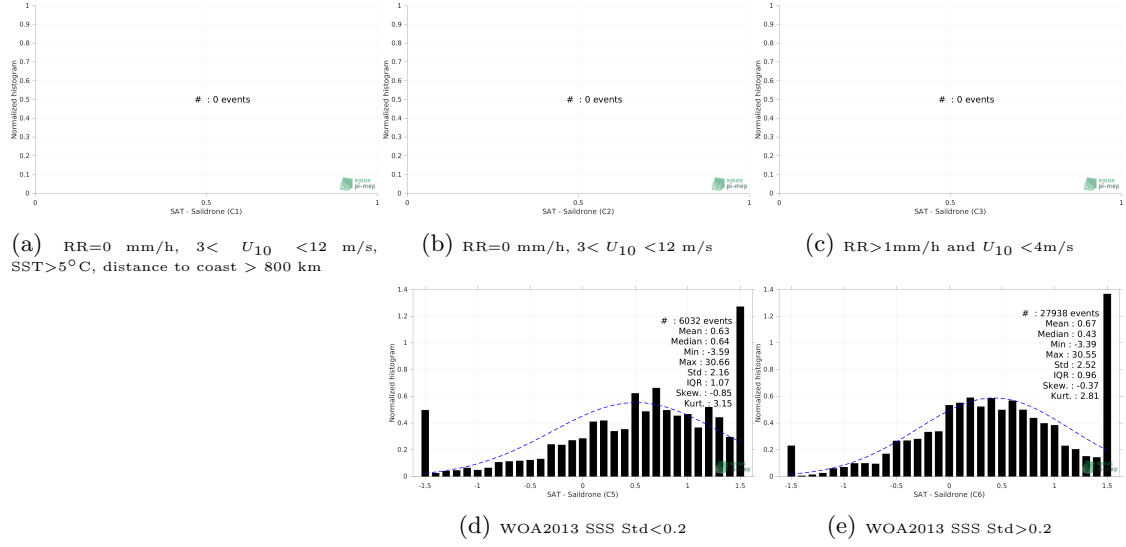 1
0.9
0.8
0.7
0.6
0.5
0.4
0.3
0.2
0.1
0
Normalized histogram
# : 0 events
smos
pi-mep
0
0.5
1
SAT - Saildrone (C1)
(a) RR=0 mm/h, 3< U10 <12 m/s,
SST>5°C, distance to coast > 800 km
1
0.9
0.8
0.7
0.6
0.5
0.4
0.3
0.2
0.1
0
Normalized histogram
# : 0 events
smos
pi-mep
0
0.5
1
SAT - Saildrone (C2)
(b) RR=0 mm/h, 3< U10 <12 m/s
1
0.9
0.8
0.7
0.6
0.5
0.4
0.3
0.2
0.1
0
Normalized histogram
# : 0 events
smos
pi-mep
0
0.5
1
SAT - Saildrone (C3)
(c) RR>1mm/h and U10 <4m/s
1.4
1.2
1
0.8
0.6
0.4
0.2
0
Normalized histogram
# : 6032 events
Mean : 0.63
Median : 0.64
Min : -3.59
Max : 30.66
Std : 2.16
IQR : 1.07
Skew. : -0.85
Kurt. : 3.15
-1.5
-1
-0.5
0
0.5
1
1.5
SAT - Saildrone (C5)
(d) WOA2013 SSS Std<0.2
1.4
1.2
1
0.8
0.6
0.4
0.2
0
Normalized histogram
# : 27938 events
Mean : 0.67
Median : 0.43
Min : -3.39
Max : 30.55
Std : 2.52
IQR : 0.96
Skew. : -0.37
Kurt. : 2.81
-1.5
-1
-0.5
0
0.5
1
1.5
SAT - Saildrone (C6)
(e) WOA2013 SSS Std>0.2